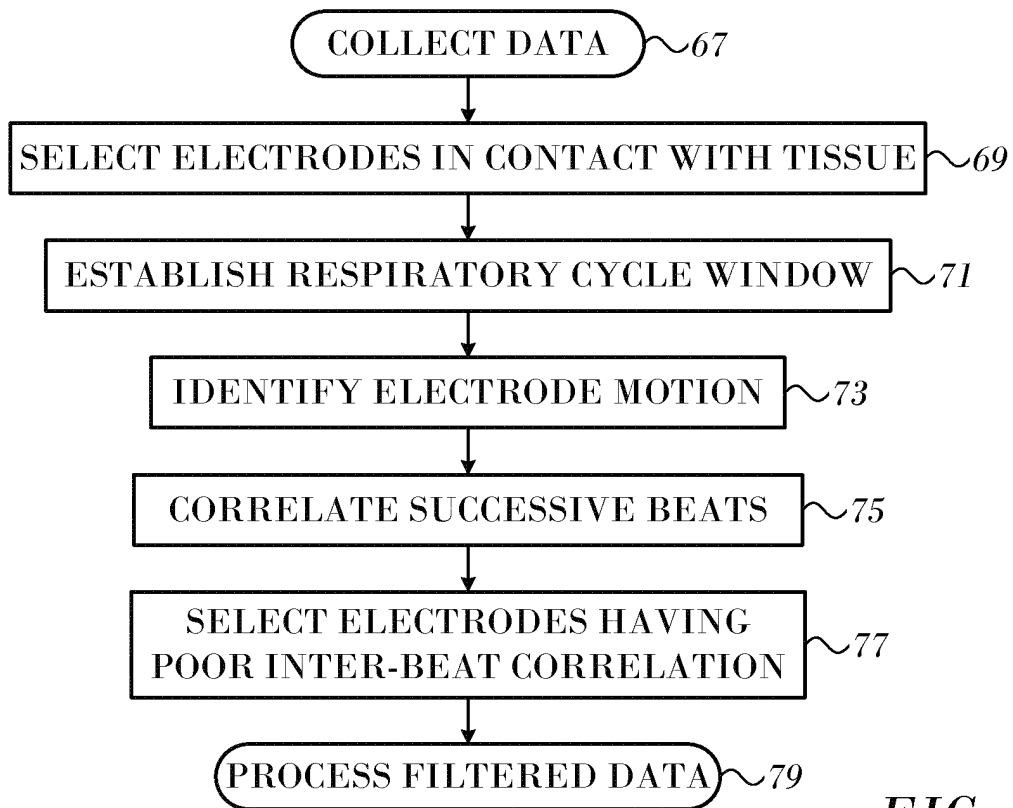 COLLECT DATA 67
SELECT ELECTRODES IN CONTACT WITH TISSUE 69
ESTABLISH RESPIRATORY CYCLE WINDOW 71
IDENTIFY ELECTRODE MOTION 73
CORRELATE SUCCESSIVE BEATS 75
SELECT ELECTRODES HAVING
POOR INTER-BEAT CORRELATION 77
PROCESS FILTERED DATA 79